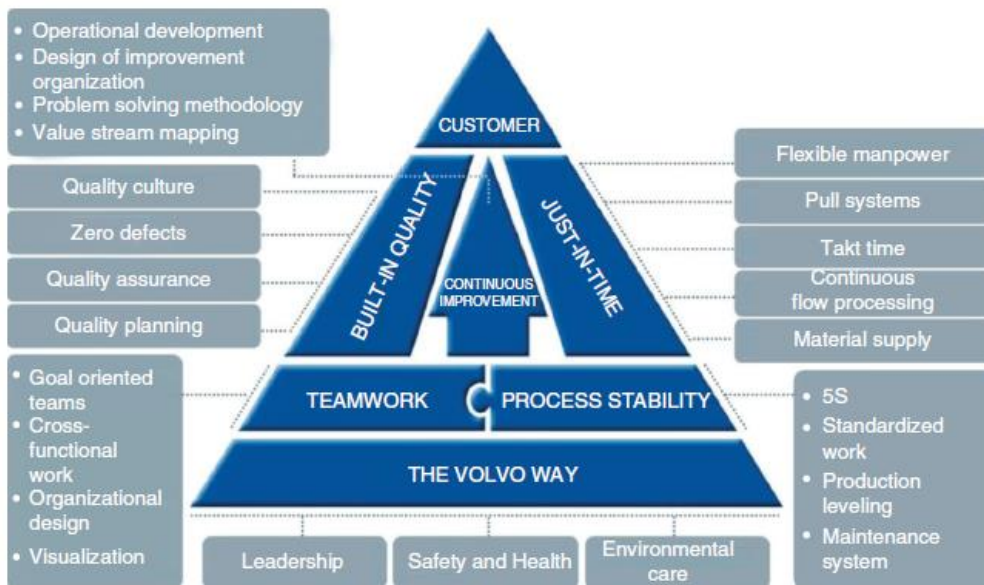 • Operational development
• Design of improvement
organization
• Problem solving methodology
• Value stream mapping
Quality culture
Zero defects
Quality assurance
Quality planning
• Goal oriented
teams
• Cross-
functional
work
• Organizational
design
• Visualization
CUSTOMER
BUILT-IN QUALITY
CONTINUOUS
IMPROVEMENT
JUST-IN-TIME
TEAMWORK
PROCESS STABILITY
THE VOLVO WAY
Flexible manpower
Pull systems
Takt time
Continuous
flow processing
Material supply
• 5S
• Standardized
work
• Production
leveling
• Maintenance
system
Leadership
Safety and Health
Environmental
care